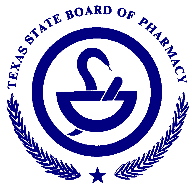 TEXAS STATE BOARD OF PHARMACY